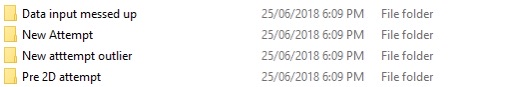 Data input messed up 25/06/2018 6:09 PM File folder
New Attempt 25/06/2018 6:09 PM File folder
New atttempt outlier 25/06/2018 6:09 PM File folder
Pre 2D attempt 25/06/2018 6:09 PM File folder